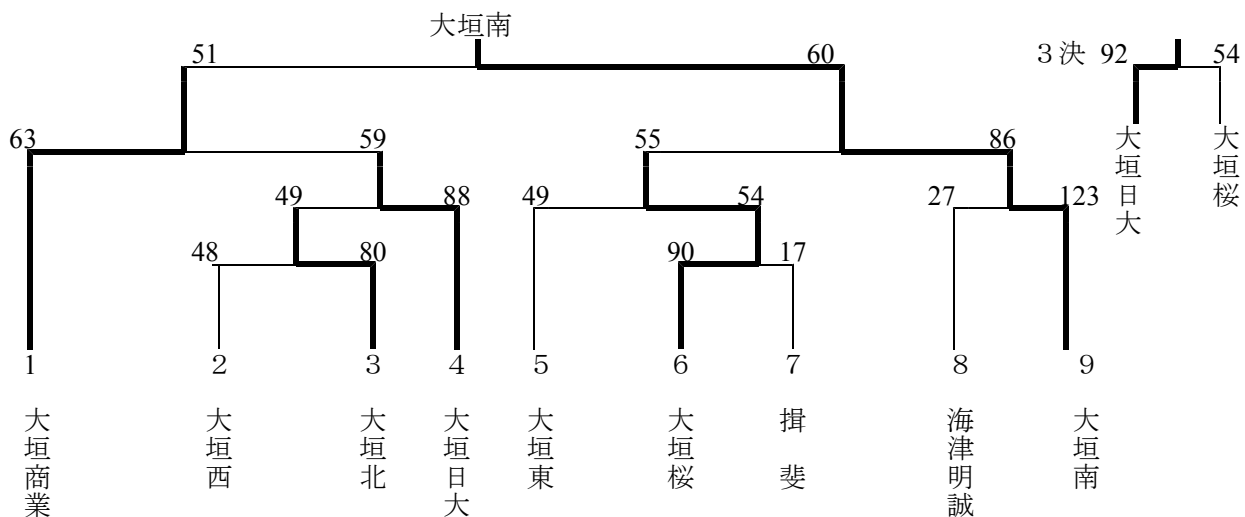 大垣南
51 60 3決 92 54
63 59 55 86
大垣日大 大垣桜
49 88 49 54 27 123
48 80 90 17
1 2 3 4 5 6 7 8 9
大垣商業
大垣西
大垣北
大垣日大
大垣東
大垣桜
揖斐
海津明誠
大垣南